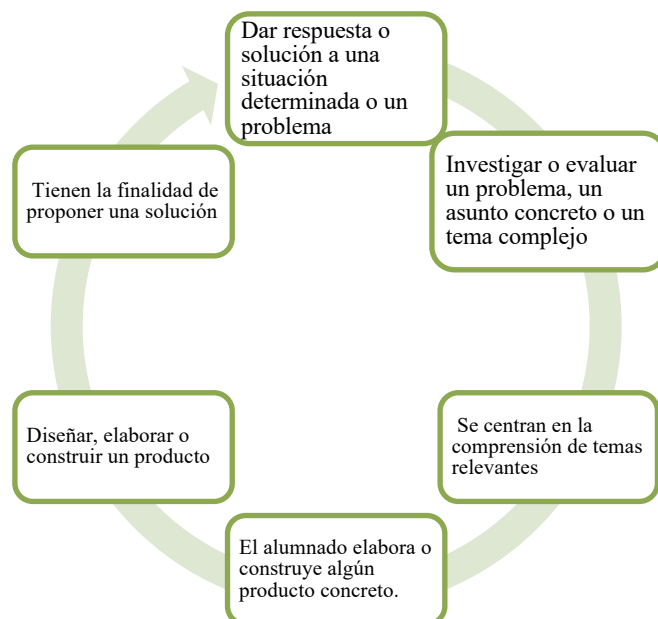 Dar respuesta o
solución a una
situación
determinada o un
problema
Investigar o evaluar
un problema, un
asunto concreto o un
tema complejo
Se centran en la
comprensión de temas
relevantes
El alumnado elabora o
construye algún
producto concreto.
Diseñar, elaborar o
construir un producto
Tienen la finalidad de
proponer una solución